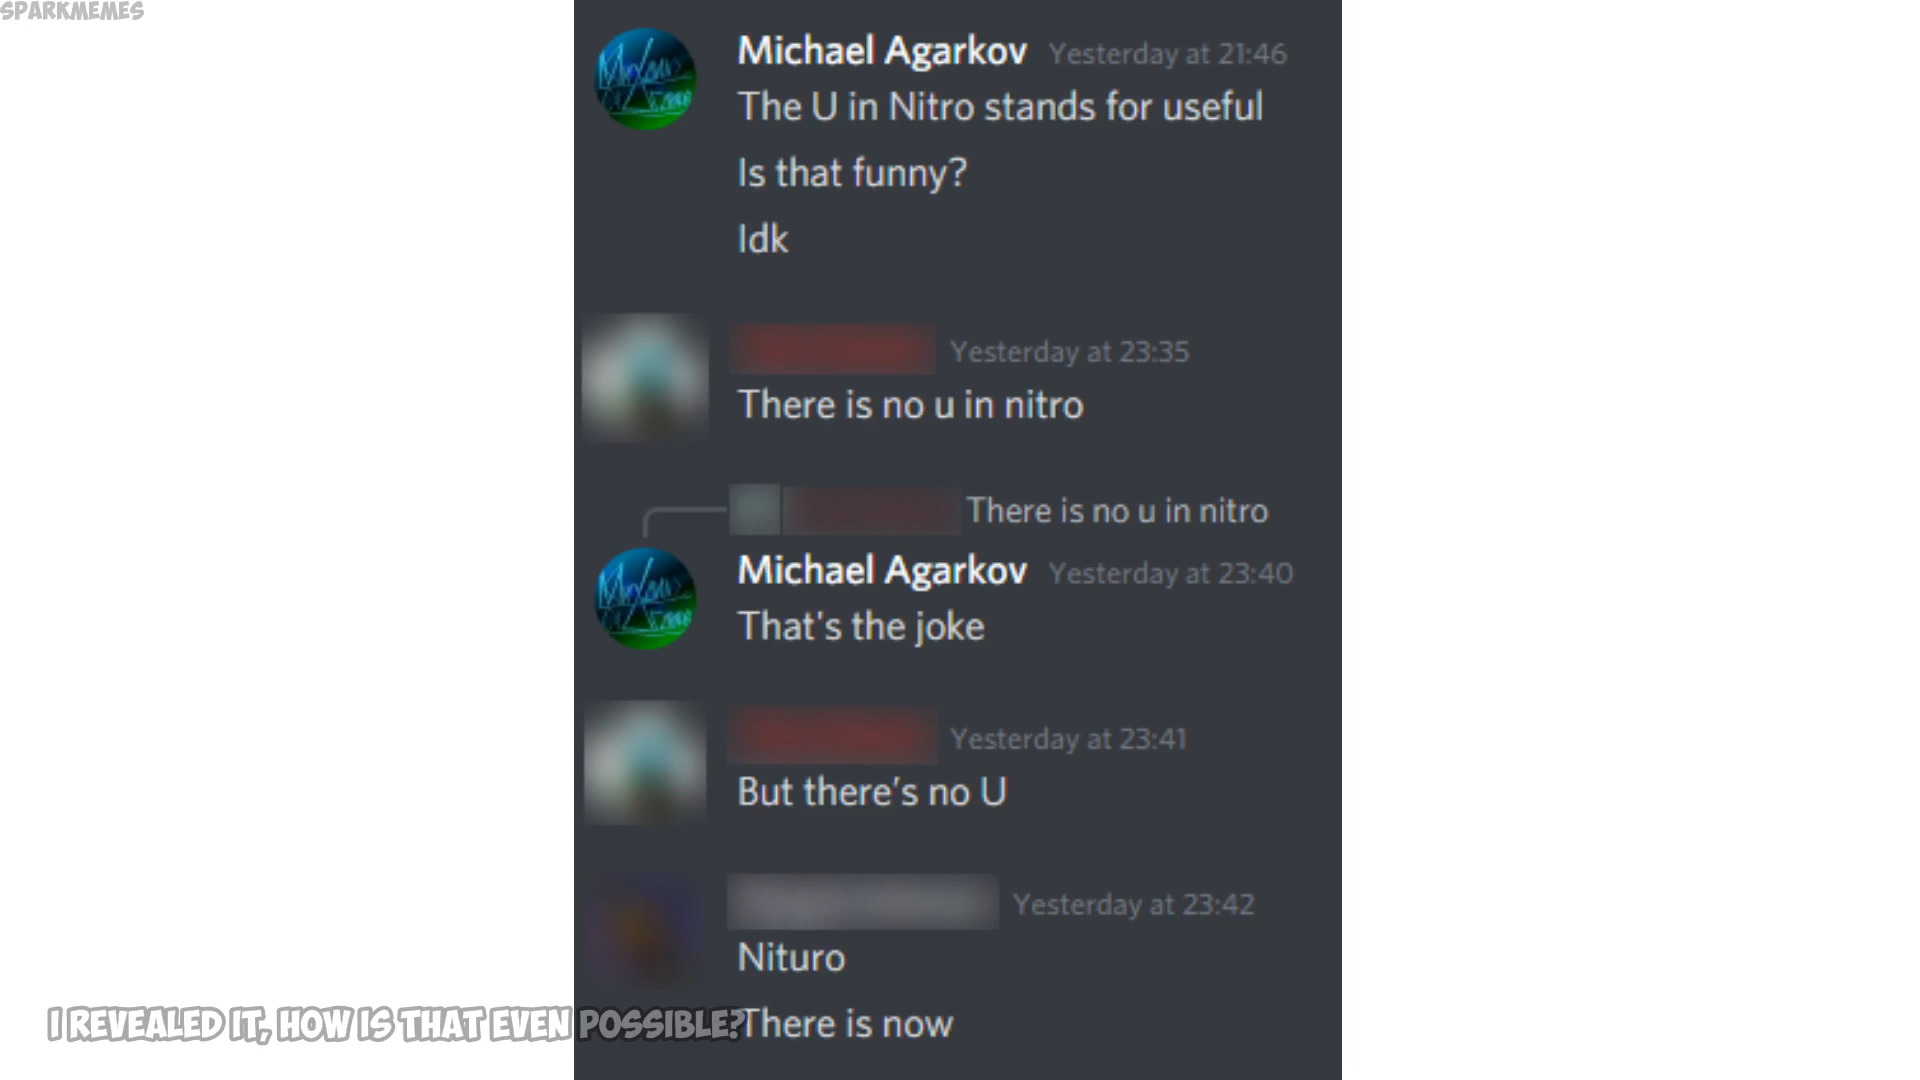 SPARKMEMES
Michael Agarkov Yesterday at 21:46
The U in Nitro stands for useful
Is that funny?
Idk
Yesterday at 23:35
There is no u in nitro
There is no u in nitro
Michael Agarkov Yesterday at 23:40
That's the joke
Yesterday at 23:41
But there’s no U
Yesterday at 23:42
Nituro
I REVEALED IT, HOW IS THAT EVEN POSSIBLE?
There is now